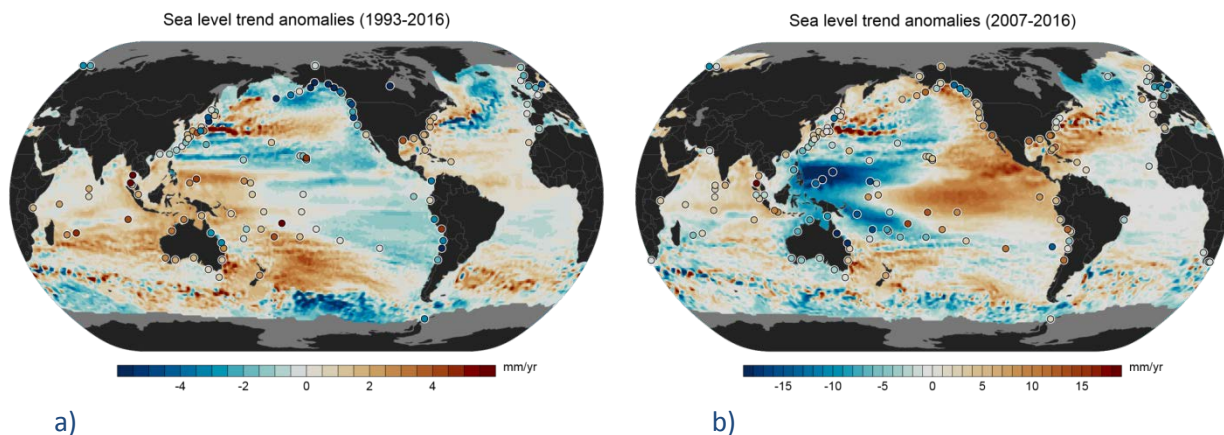 Sea level trend anomalies (1993-2016)
Sea level trend anomalies (2007-2016)
mm/yr
-4 -2 0 2 4
mm/yr
-15 -10 -5 0 5 10 15
a)
b)